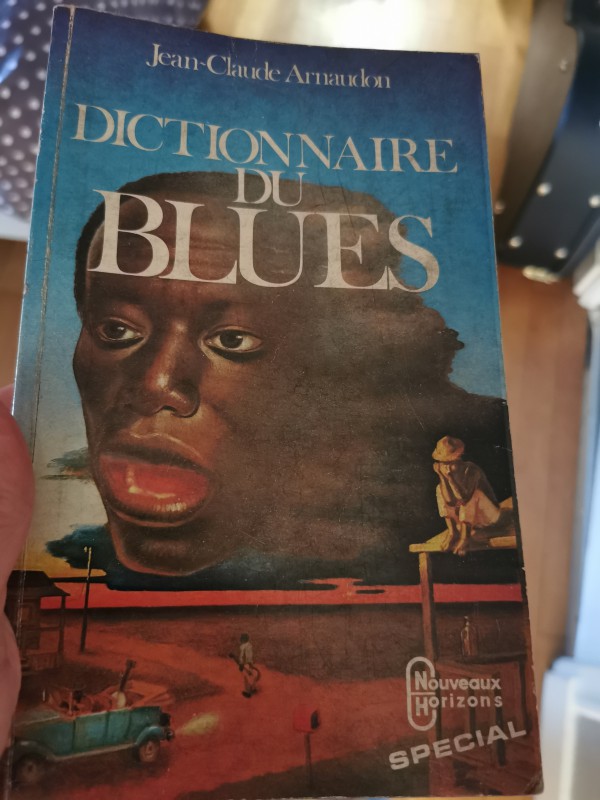 Jean-Claude Arnaudon
DICTIONNAIRE
DU
BLUES
Nouveaux
Horizons
SPECIAL